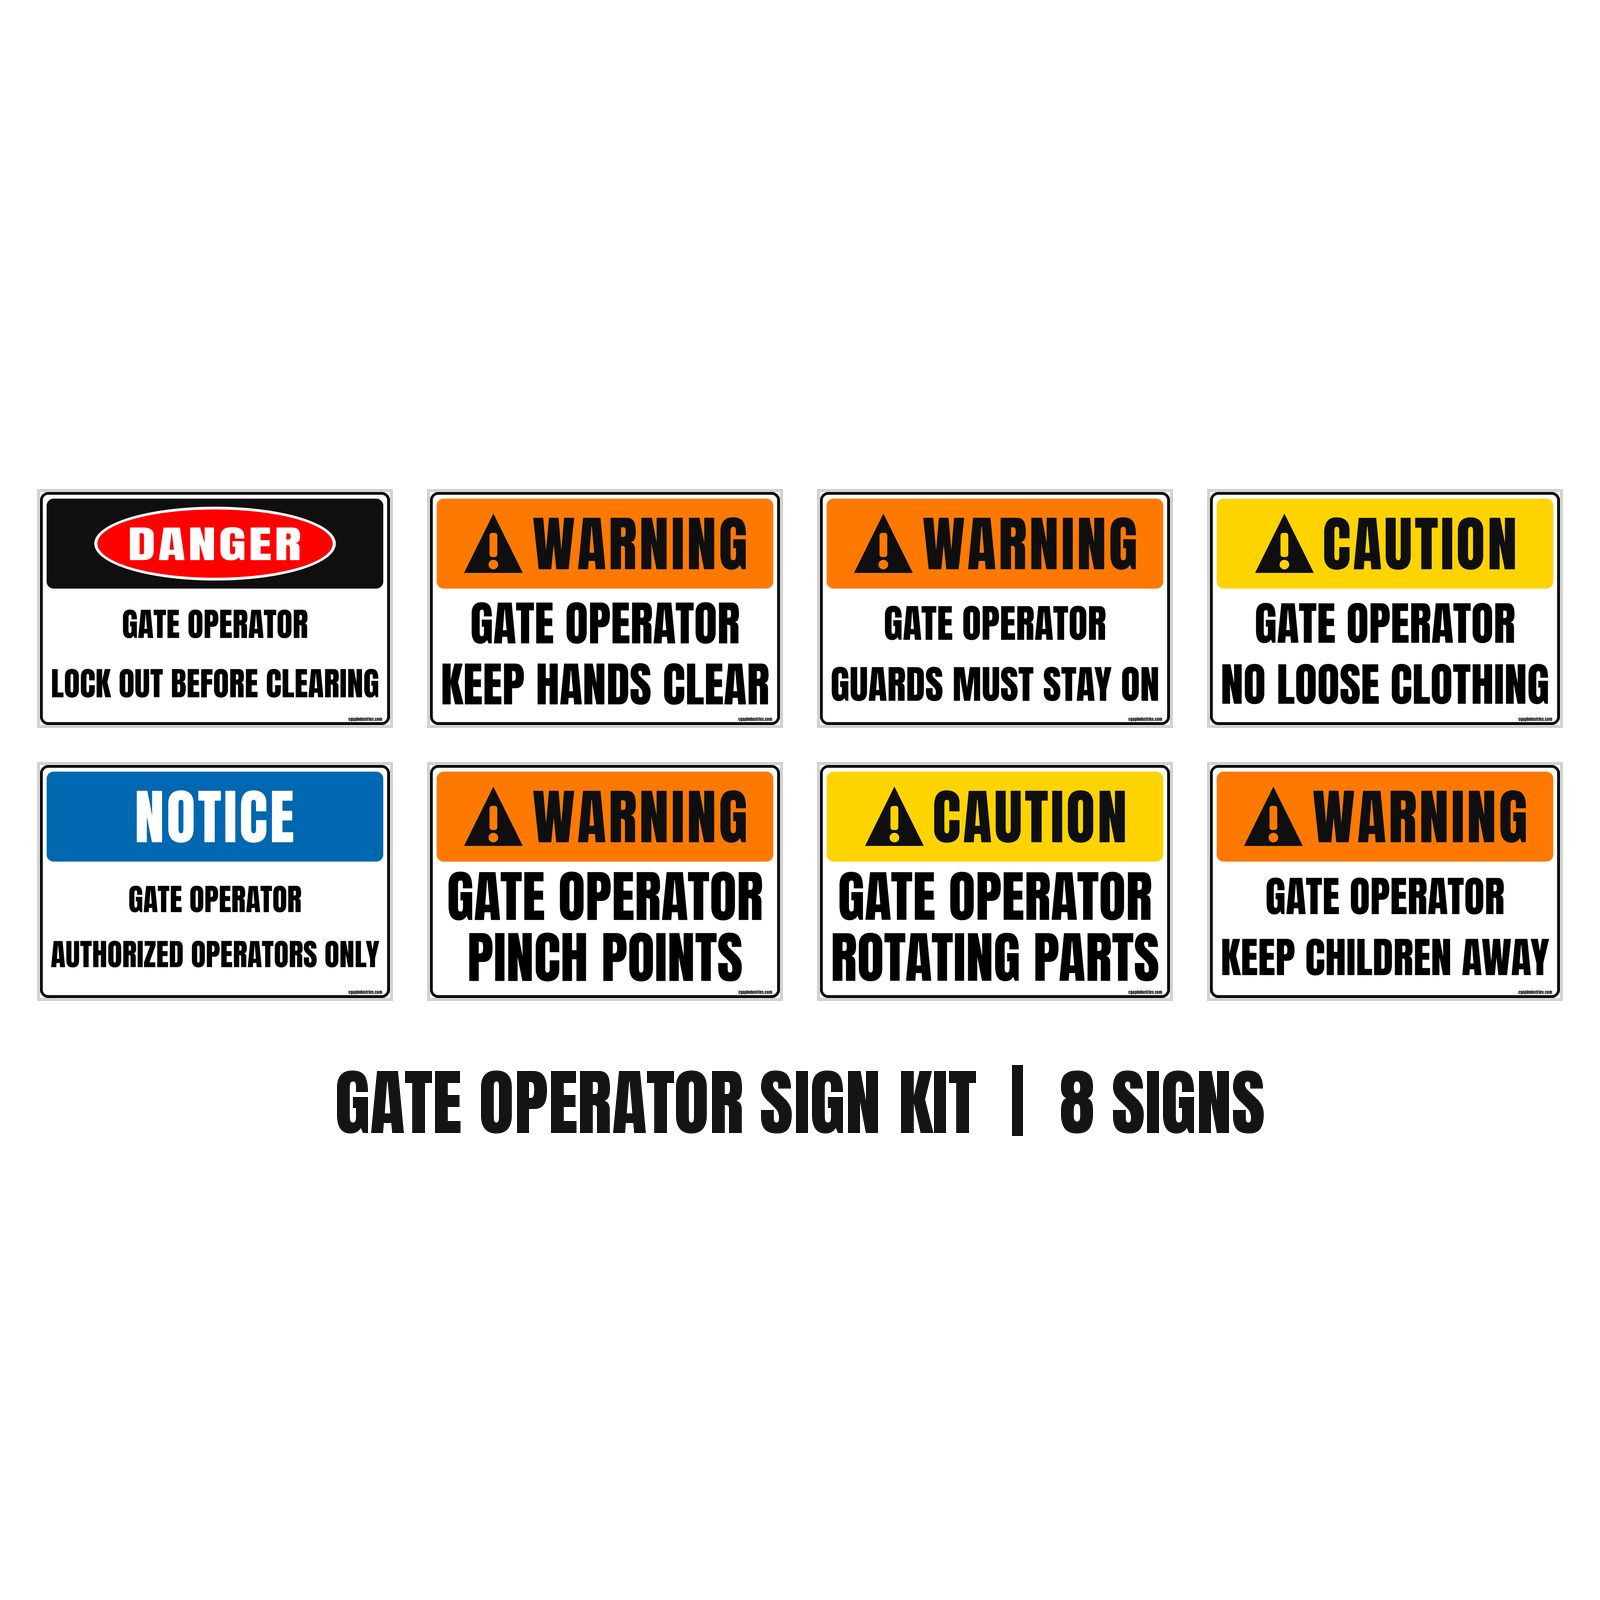 DANGER
GATE OPERATOR
LOCK OUT BEFORE CLEARING
WARNING
GATE OPERATOR
KEEP HANDS CLEAR
WARNING
GATE OPERATOR
GUARDS MUST STAY ON
CAUTION
GATE OPERATOR
NO LOOSE CLOTHING
NOTICE
GATE OPERATOR
AUTHORIZED OPERATORS ONLY
WARNING
GATE OPERATOR
PINCH POINTS
CAUTION
GATE OPERATOR
ROTATING PARTS
WARNING
GATE OPERATOR
KEEP CHILDREN AWAY
GATE OPERATOR SIGN KIT | 8 SIGNS